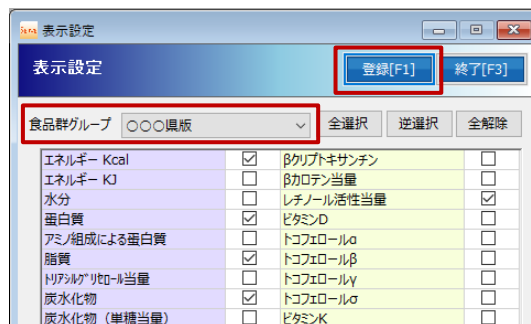 表示設定
表示設定
登録[F1] 終了[F3]
食品群グループ ○○○県版 全選択 逆選択 全解除
エネルギー Kcal βクリプトキサンチン
エネルギー KJ βカロテン当量
水分 レチノール活性当量
蛋白質 ビタミンD
アミノ組成による蛋白質 トコフェロールα
脂質 トコフェロールβ
トリアシルグリセロール当量 トコフェロールγ
炭水化物 トコフェロールσ
炭水化物（単糖当量） ビタミンK